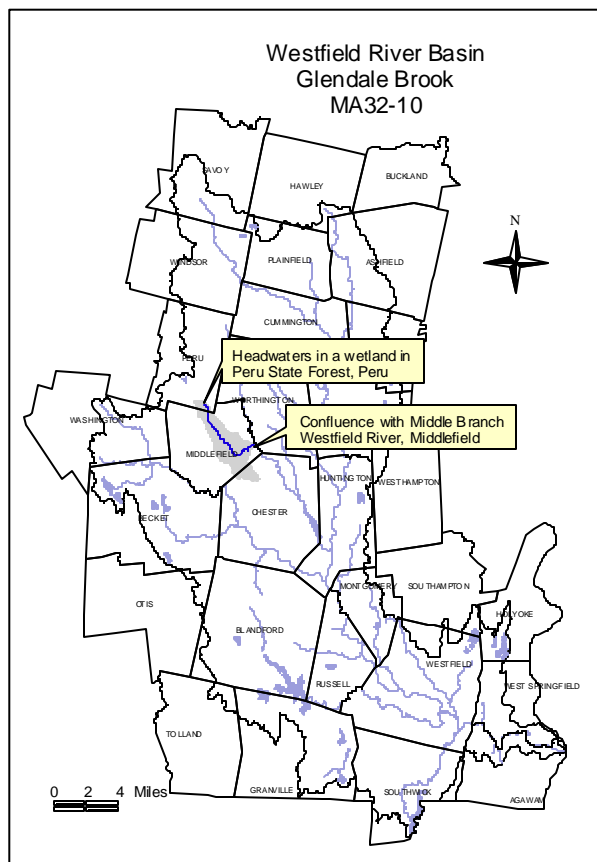 Westfield River Basin
Glendale Brook
MA32-10
SAVOY
HAWLEY
BUCKLAND
N
WINDSOR
PLAINFIELD
ASHFIELD
CUMMINGTON
PERU
Headwaters in a wetland in
Peru State Forest, Peru
WORTHINGTON
WASHINGTON
Confluence with Middle Branch
Westfield River, Middlefield
MIDDLEFIELD
HUNTINGTON
WESTHAMPTON
BECKET
CHESTER
MONTGOMERY
SOUTHAMPTON
OTIS
HOLYOKE
BLANDFORD
WESTFIELD
RUSSELL
WEST SPRINGFIELD
TOLLAND
0 2 4 Miles
GRANVILLE
SOUTHWICK
AGAWAM